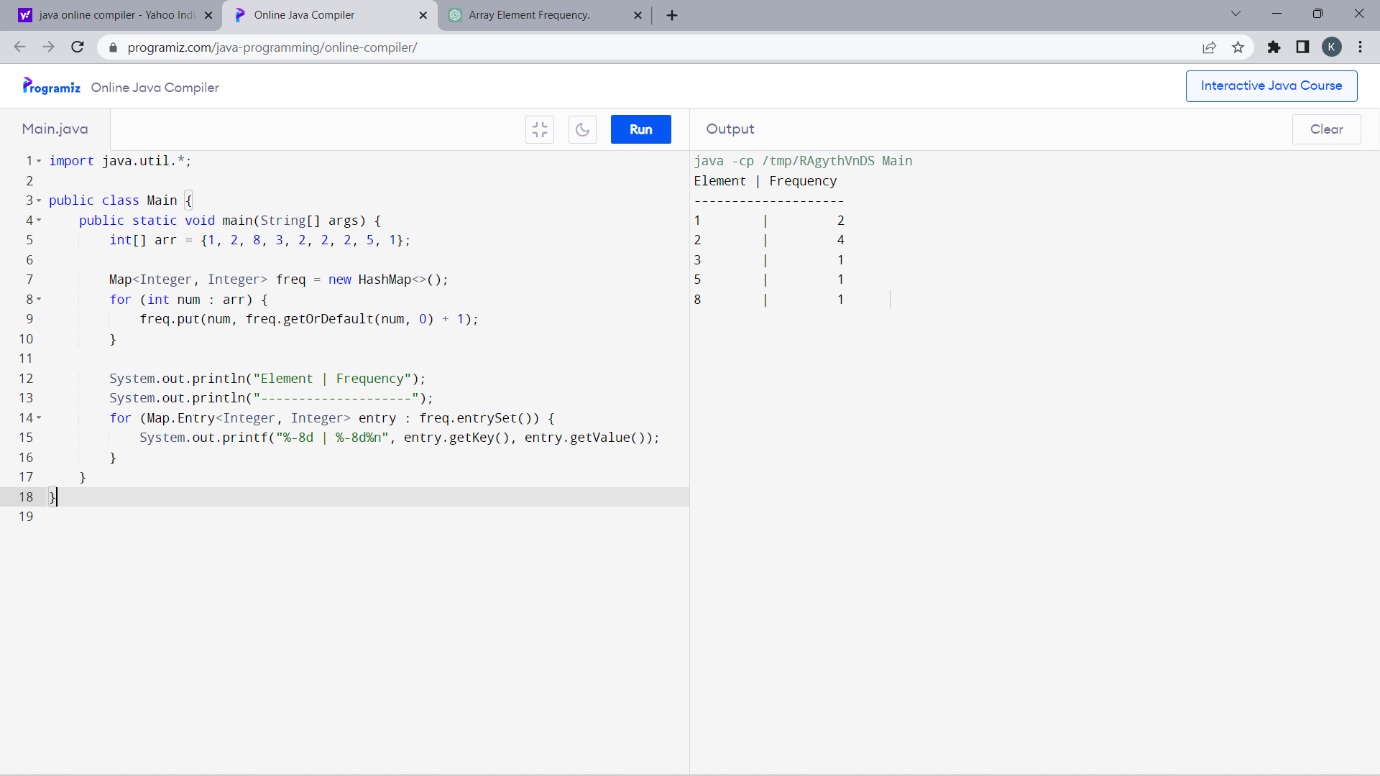 java online compiler - Yahoo Indi
Online Java Compiler
Array Element Frequency.
programiz.com/java-programming/online-compiler/
K
Programiz Online Java Compiler
Interactive Java Course
Main.java
Run
Output
Clear
1 import java.util.*;
2
3 public class Main {
4     public static void main(String[] args) {
5         int[] arr = {1, 2, 8, 3, 2, 2, 2, 5, 1};
6
7         Map<Integer, Integer> freq = new HashMap<>();
8         for (int num : arr) {
9             freq.put(num, freq.getOrDefault(num, 0) + 1);
10         }
11
12         System.out.println("Element | Frequency");
13         System.out.println("--------------------");
14         for (Map.Entry<Integer, Integer> entry : freq.entrySet()) {
15             System.out.printf("%-8d | %-8d%n", entry.getKey(), entry.getValue());
16         }
17     }
18 }
19
java -cp /tmp/RAgythVnDS Main
Element | Frequency
--------------------
1 | 2
2 | 4
3 | 1
5 | 1
8 | 1